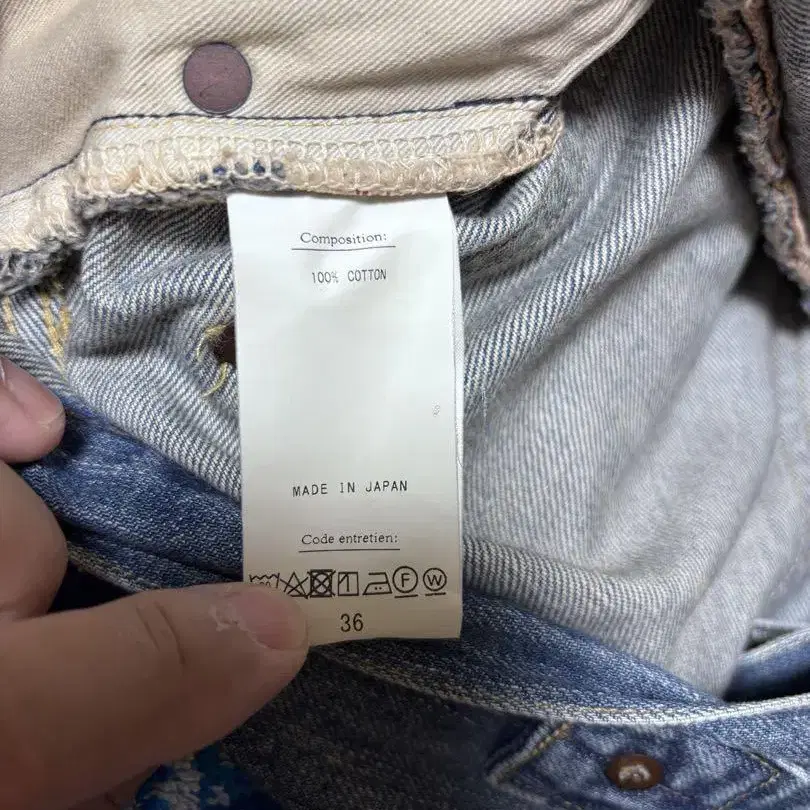 Composition:
100% COTTON
MADE IN JAPAN
Code entretien:
F W
36